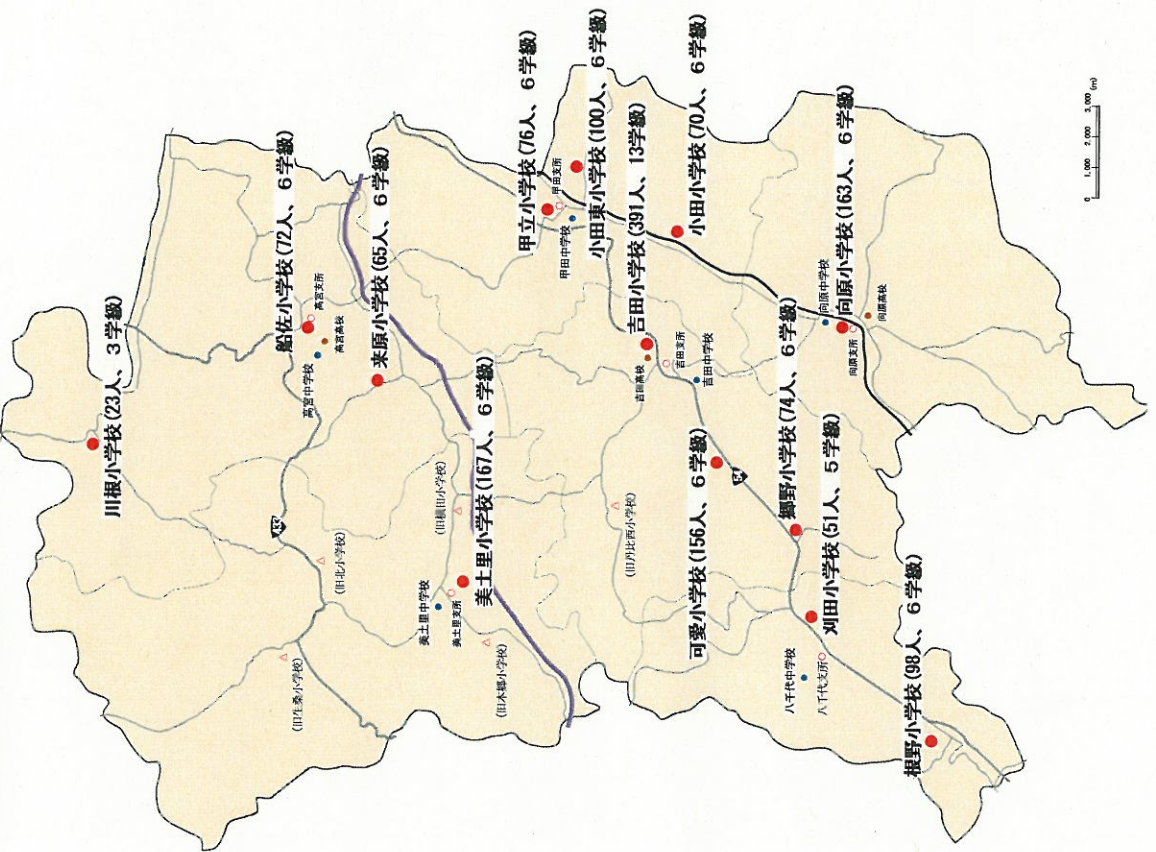 川根小学校(23人、3学級)
船佐小学校(72人、6学級)
高宮支所
高宮高校
高宮中学校
来原小学校(65人、6学級)
433
(旧北小学校)
(旧生桑小学校)
(旧横田小学校)
美土里中学校
美土里支所
美土里小学校(167人、6学級)
(旧本郷小学校)
甲立小学校(76人、6学級)
甲田支所
甲田中学校
小田東小学校(100人、6学級)
吉田小学校(391人、13学級)
吉田高校
吉田支所
吉田中学校
小田小学校(70人、6学級)
(旧丹比西小学校)
可愛小学校(156人、6学級)
54
郷野小学校(74人、6学級)
刈田小学校(51人、5学級)
八千代中学校
八千代支所
根野小学校(98人、6学級)
向原中学校
向原小学校(163人、6学級)
向原支所
向原高校
0 1,000 2,000 3,000 (m)